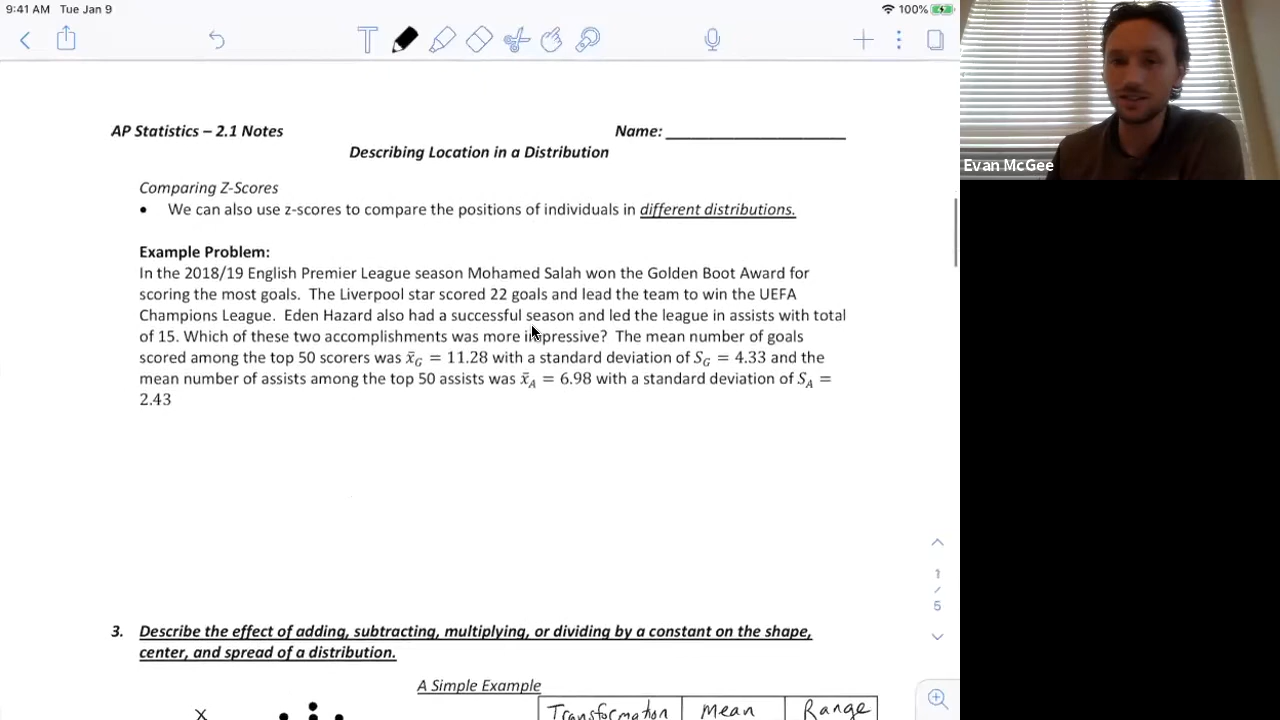 9:41 AM Tue Jan 9
100%
AP Statistics – 2.1 Notes
Name: ____________________
Describing Location in a Distribution
Evan McGee
Comparing Z-Scores
• We can also use z-scores to compare the positions of individuals in different distributions.
Example Problem:
In the 2018/19 English Premier League season Mohamed Salah won the Golden Boot Award for
scoring the most goals. The Liverpool star scored 22 goals and lead the team to win the UEFA
Champions League. Eden Hazard also had a successful season and led the league in assists with total
of 15. Which of these two accomplishments was more impressive? The mean number of goals
scored among the top 50 scorers was x̄_G = 11.28 with a standard deviation of S_G = 4.33 and the
mean number of assists among the top 50 assists was x̄_A = 6.98 with a standard deviation of S_A =
2.43
1
/
5
3. Describe the effect of adding, subtracting, multiplying, or dividing by a constant on the shape,
center, and spread of a distribution.
A Simple Example
X
Transformation Mean Range